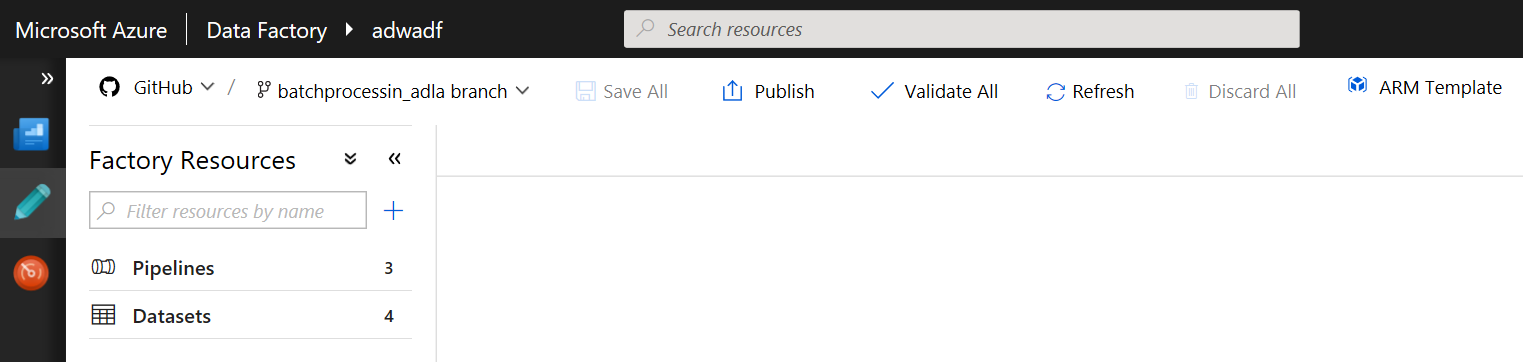 Microsoft Azure Data Factory adwadf Search resources
GitHub / batchprocessin_adla branch Save All Publish Validate All Refresh Discard All ARM Template
Factory Resources
Filter resources by name
Pipelines 3
Datasets 4